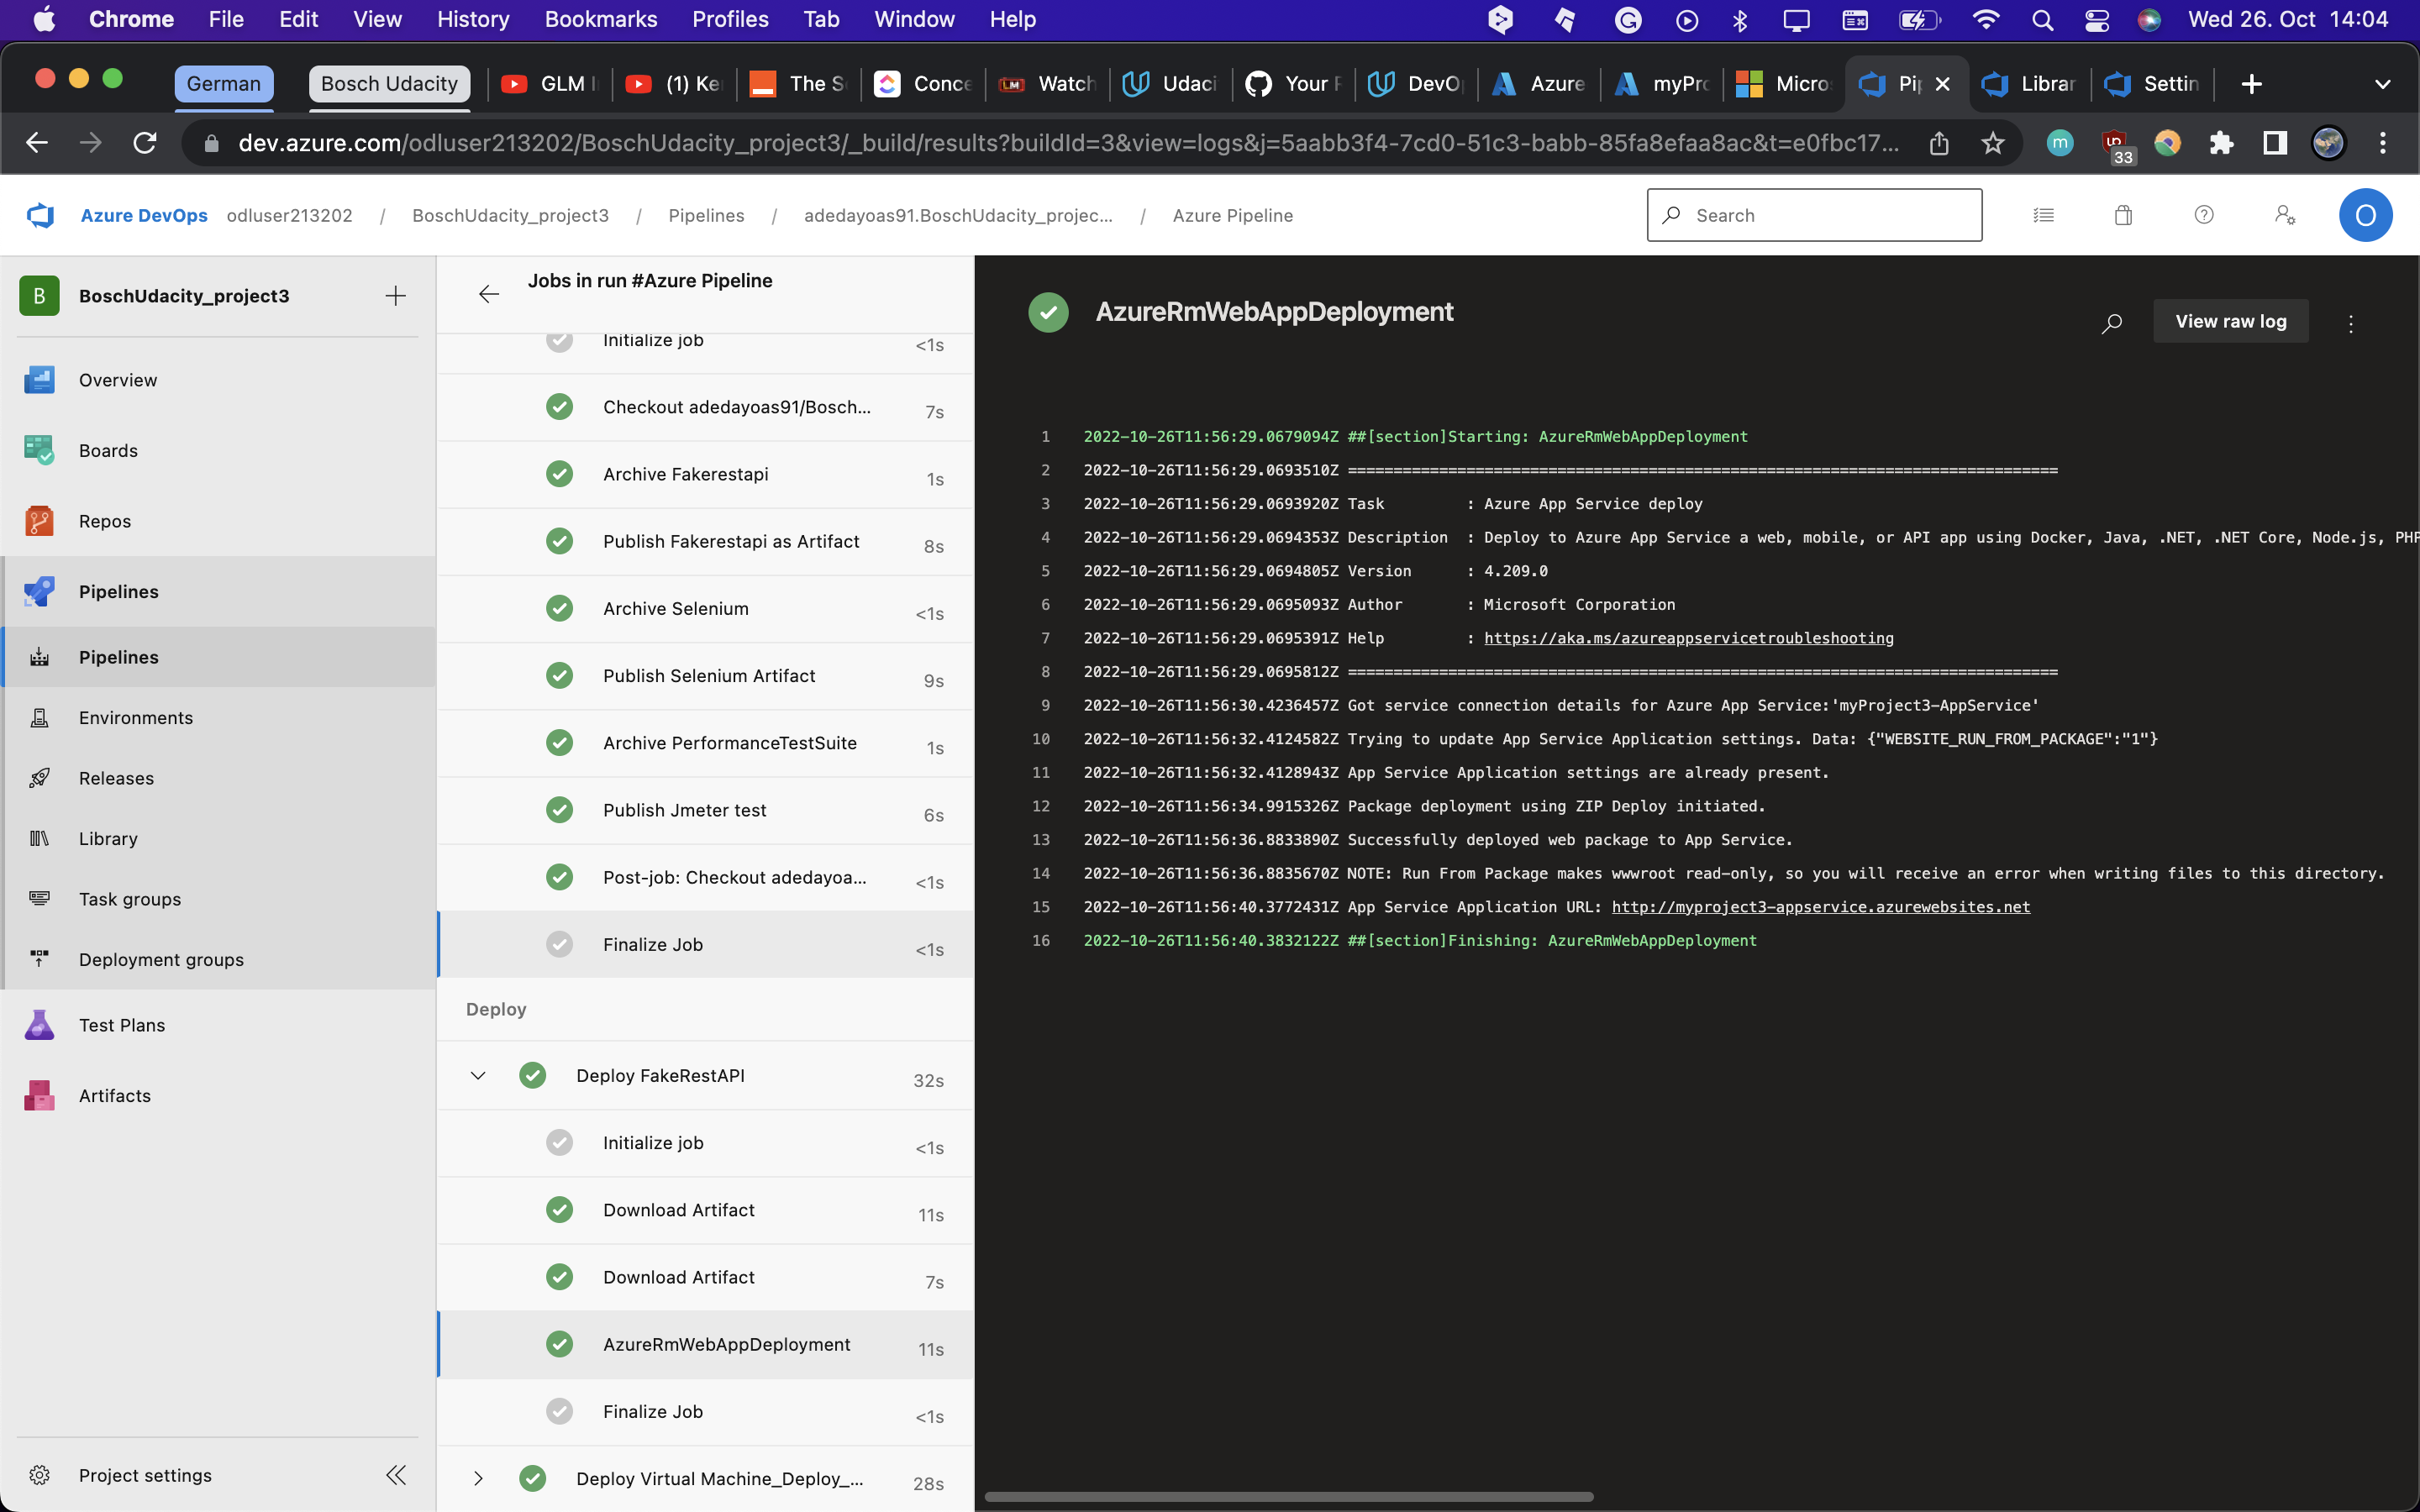 Chrome File Edit View History Bookmarks Profiles Tab Window Help Wed 26. Oct 14:04
German Bosch Udacity GLM (1) Ke The S Conce Watch Udaci Your DevO Azure myPro Micro Pi Librar Settin
dev.azure.com/odluser213202/BoschUdacity_project3/_build/results?buildId=3&view=logs&j=5aabb3f4-7cd0-51c3-babb-85fa8efaa8ac&t=e0fbc17... m 33
Azure DevOps odluser213202 / BoschUdacity_project3 / Pipelines / adedayoas91.BoschUdacity_projec... / Azure Pipeline Search O
B BoschUdacity_project3
Overview
Boards
Repos
Pipelines
Pipelines
Environments
Releases
Library
Task groups
Deployment groups
Test Plans
Artifacts
Project settings
Jobs in run #Azure Pipeline
Initialize job <1s
Checkout adedayoas91/Bosch... 7s
Archive Fakerestapi 1s
Publish Fakerestapi as Artifact 8s
Archive Selenium <1s
Publish Selenium Artifact 9s
Archive PerformanceTestSuite 1s
Publish Jmeter test 6s
Post-job: Checkout adedayoa... <1s
Finalize Job <1s
Deploy
Deploy FakeRestAPI 32s
Initialize job <1s
Download Artifact 11s
Download Artifact 7s
AzureRmWebAppDeployment 11s
Finalize Job <1s
Deploy Virtual Machine_Deploy_... 28s
AzureRmWebAppDeployment View raw log
1 2022-10-26T11:56:29.0679094Z ##[section]Starting: AzureRmWebAppDeployment
2 2022-10-26T11:56:29.0693510Z ==============================================================================
3 2022-10-26T11:56:29.0693920Z Task : Azure App Service deploy
4 2022-10-26T11:56:29.0694353Z Description : Deploy to Azure App Service a web, mobile, or API app using Docker, Java, .NET, .NET Core, Node.js, PHP
5 2022-10-26T11:56:29.0694805Z Version : 4.209.0
6 2022-10-26T11:56:29.0695093Z Author : Microsoft Corporation
7 2022-10-26T11:56:29.0695391Z Help : https://aka.ms/azureappservicetroubleshooting
8 2022-10-26T11:56:29.0695812Z ==============================================================================
9 2022-10-26T11:56:30.4236457Z Got service connection details for Azure App Service:'myProject3-AppService'
10 2022-10-26T11:56:32.4124582Z Trying to update App Service Application settings. Data: {"WEBSITE_RUN_FROM_PACKAGE":"1"}
11 2022-10-26T11:56:32.4128943Z App Service Application settings are already present.
12 2022-10-26T11:56:34.9915326Z Package deployment using ZIP Deploy initiated.
13 2022-10-26T11:56:36.8833890Z Successfully deployed web package to App Service.
14 2022-10-26T11:56:36.8835670Z NOTE: Run From Package makes wwwroot read-only, so you will receive an error when writing files to this directory.
15 2022-10-26T11:56:40.3772431Z App Service Application URL: http://myproject3-appservice.azurewebsites.net
16 2022-10-26T11:56:40.3832122Z ##[section]Finishing: AzureRmWebAppDeployment